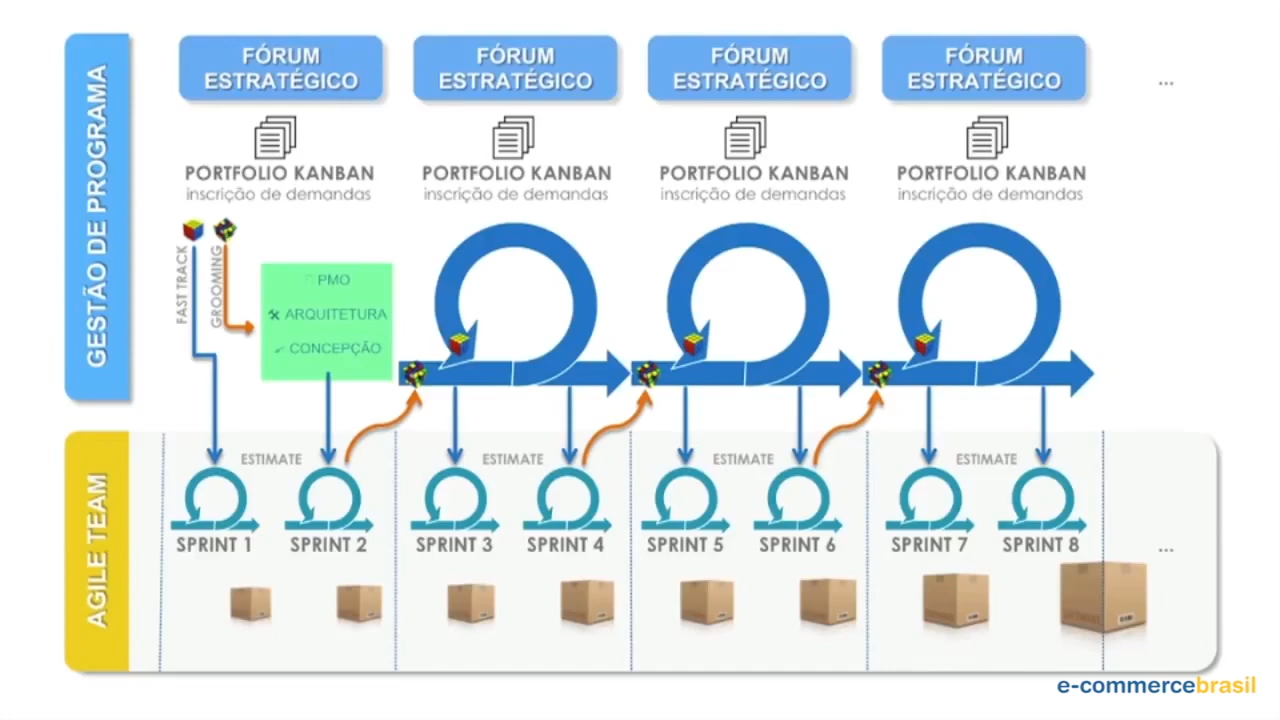 GESTÃO DE PROGRAMA
FÓRUM
ESTRATÉGICO
FÓRUM
ESTRATÉGICO
FÓRUM
ESTRATÉGICO
FÓRUM
ESTRATÉGICO
...
PORTFOLIO KANBAN
inscrição de demandas
PORTFOLIO KANBAN
inscrição de demandas
PORTFOLIO KANBAN
inscrição de demandas
PORTFOLIO KANBAN
inscrição de demandas
FAST TRACK
GROOMING
PMO
ARQUITETURA
CONCEPÇÃO
AGILE TEAM
ESTIMATE
ESTIMATE
ESTIMATE
ESTIMATE
SPRINT 1
SPRINT 2
SPRINT 3
SPRINT 4
SPRINT 5
SPRINT 6
SPRINT 7
SPRINT 8
...
e-commercebrasil